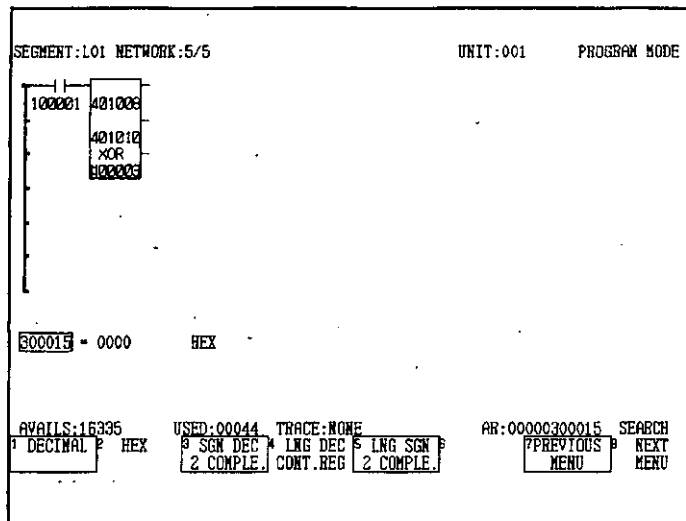 SEGMENT:L01 NETWORK:5/5 UNIT:001 PROGRAM MODE
100001 401008
401010
XOR
300015 = 0000 HEX
AVAILS:16335 USED:00044 TRACE:NONE AR:00000300015 SEARCH
1 DECIMAL 2 HEX 3 SGN DEC 4 LNG DEC 5 LNG SGN 6 7 PREVIOUS 8 NEXT
2 COMPLE. CONT.REG 2 COMPLE. MENU MENU